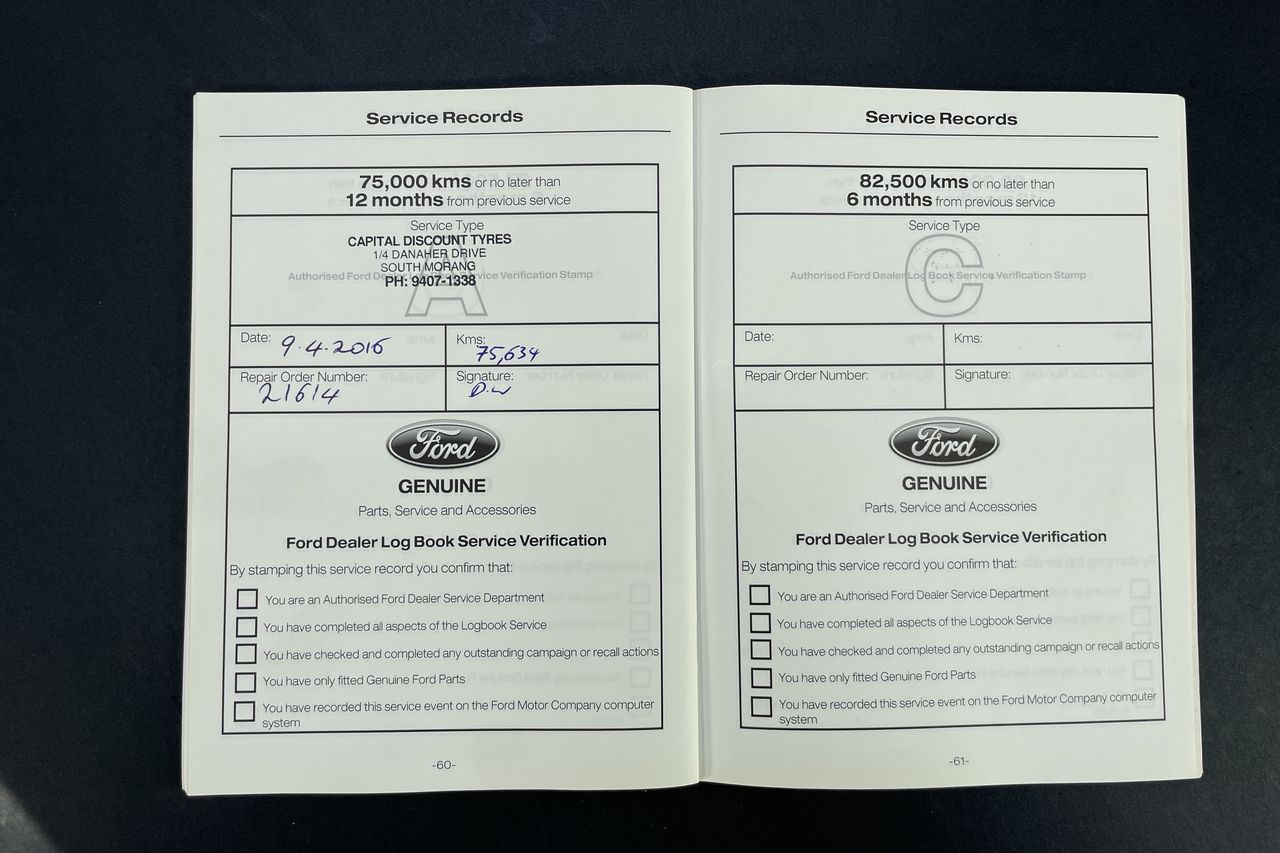 Service Records
75,000 kms or no later than
12 months from previous service
Service Type
CAPITAL DISCOUNT TYRES
1/4 DANAHER DRIVE
SOUTH MORANG
PH: 9407-1338
A
Authorised Ford Dealer Log Book Service Verification Stamp
Date: 9.4.2016
Kms: 75,634
Repair Order Number: 21614
Signature: D.W
Ford
GENUINE
Parts, Service and Accessories
Ford Dealer Log Book Service Verification
By stamping this service record you confirm that:
You are an Authorised Ford Dealer Service Department
You have completed all aspects of the Logbook Service
You have checked and completed any outstanding campaign or recall actions
You have only fitted Genuine Ford Parts
You have recorded this service event on the Ford Motor Company computer
system
-60-
Service Records
82,500 kms or no later than
6 months from previous service
Service Type
C
Authorised Ford Dealer Log Book Service Verification Stamp
Date:
Kms:
Repair Order Number:
Signature:
Ford
GENUINE
Parts, Service and Accessories
Ford Dealer Log Book Service Verification
By stamping this service record you confirm that:
You are an Authorised Ford Dealer Service Department
You have completed all aspects of the Logbook Service
You have checked and completed any outstanding campaign or recall actions
You have only fitted Genuine Ford Parts
You have recorded this service event on the Ford Motor Company computer
system
-61-